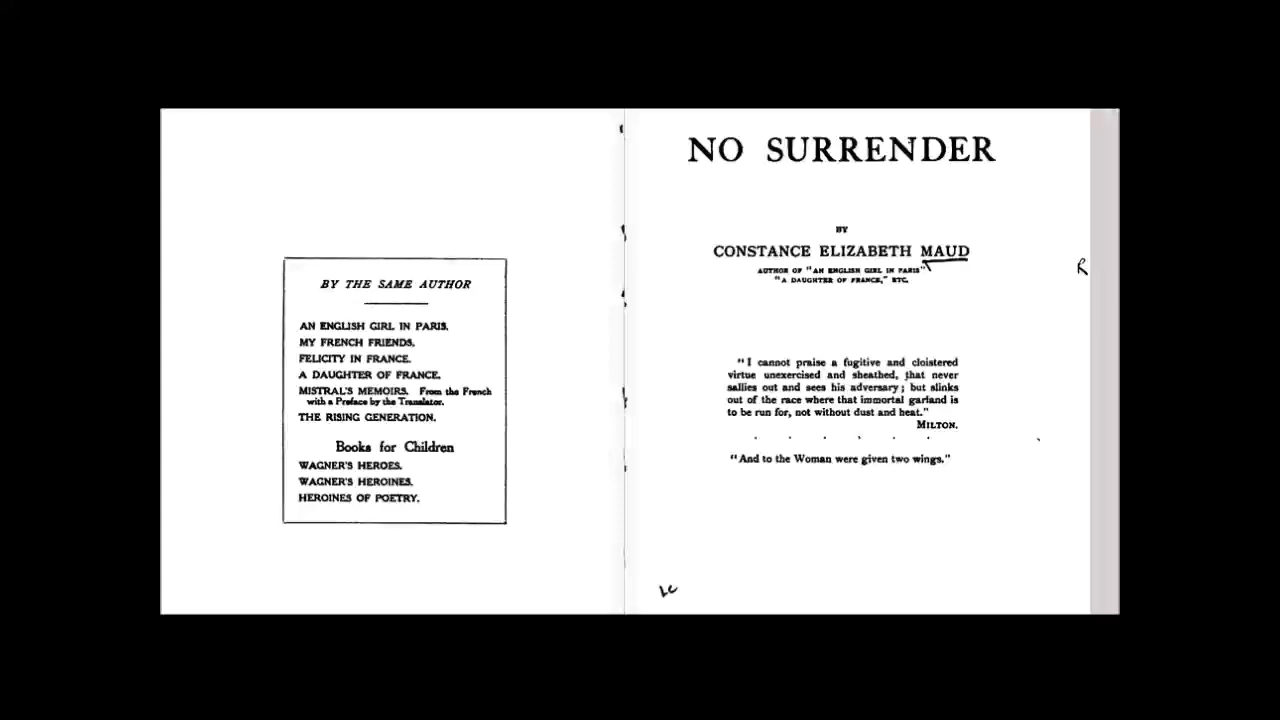 BY THE SAME AUTHOR
AN ENGLISH GIRL IN PARIS.
MY FRENCH FRIENDS.
FELICITY IN FRANCE.
A DAUGHTER OF FRANCE.
MISTRAL'S MEMOIRS. From the French
with a Preface by the Translator.
THE RISING GENERATION.
Books for Children
WAGNER'S HEROES.
WAGNER'S HEROINES.
HEROINES OF POETRY.
NO SURRENDER
BY
CONSTANCE ELIZABETH MAUD
AUTHOR OF "AN ENGLISH GIRL IN PARIS"
"A DAUGHTER OF FRANCE," ETC.
R
"I cannot praise a fugitive and cloistered
virtue unexercised and sheathed, that never
sallies out and sees his adversary; but slinks
out of the race where that immortal garland is
to be run for, not without dust and heat."
MILTON.
"And to the Woman were given two wings."